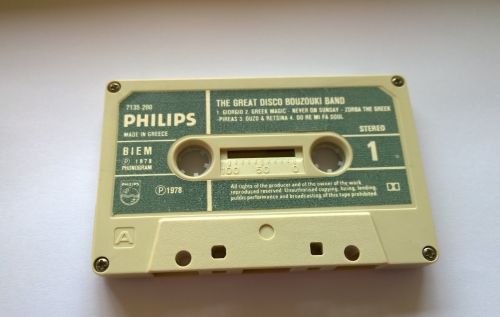 7135 200
THE GREAT DISCO BOUZOUKI BAND
1. GIORGIO 2. GREEK MAGIC · NEVER ON SUNDAY · ZORBA THE GREEK
·PIREAS 3. OUZO & RETSINA 4. DO RE MI FA SOUL
PHILIPS
MADE IN GREECE
STEREO
1
BIEM
Ⓟ 1978
PHONOGRAM
100 50 0
PHILIPS
Ⓟ1978
All rights of the producer and of the owner of the work
reproduced reserved. Unauthorised copying, hiring, lending,
public performance and broadcasting of this tape prohibited.
A